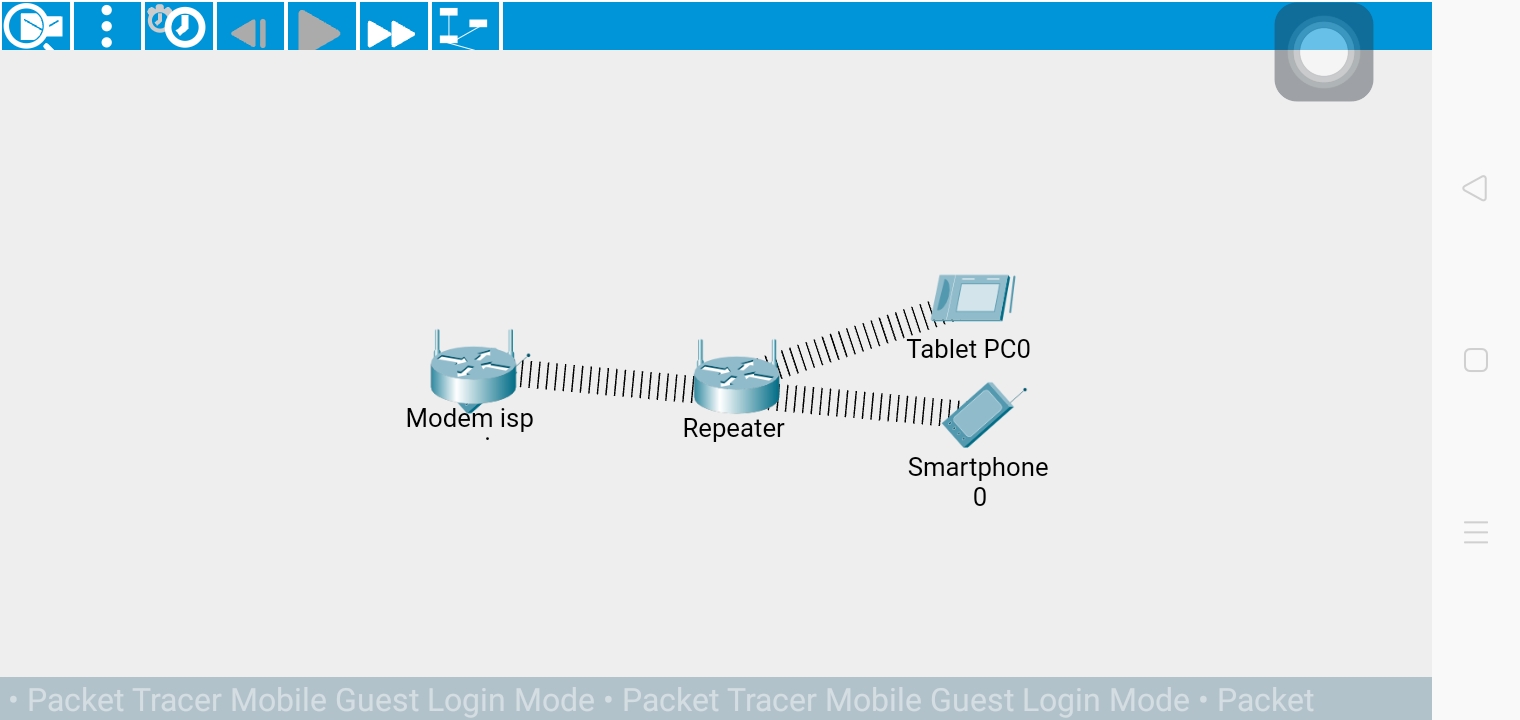 Tablet PC0
Modem isp
.
Repeater
Smartphone
0
• Packet Tracer Mobile Guest Login Mode • Packet Tracer Mobile Guest Login Mode • Packet